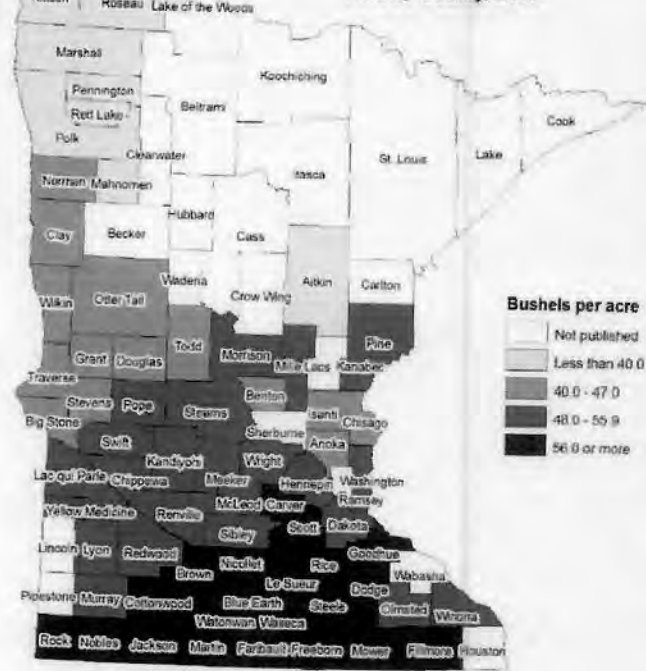 Roseau Lake of the Woods
Marshall
Koochiching
Pennington
Beltrami
Red Lake
Cook
Polk
Clearwater
St. Louis
Lake
Itasca
Norman Mahnomen
Hubbard
Clay
Becker
Cass
Wadena
Aitkin
Carlton
Wilkin
Otter Tail
Crow Wing
Bushels per acre
Not published
Less than 40.0
40.0 - 47.0
48.0 - 55.9
56.0 or more
Todd
Morrison
Pine
Mille Lacs Kanabec
Grant Douglas
Traverse
Benton
Stevens
Pope
Stearns
Isanti
Chisago
Big Stone
Sherburne
Anoka
Swift
Kandiyohi
Wright
Lac qui Parle
Chippewa
Meeker
Hennepin
Washington
Ramsey
McLeod Carver
Yellow Medicine
Renville
Scott
Dakota
Sibley
Lincoln Lyon
Redwood
Nicollet
Rice
Goodhue
Brown
Wabasha
Le Sueur
Dodge
Pipestone
Murray
Cottonwood
Blue Earth
Steele
Olmsted
Winona
Watonwan Waseca
Rock Nobles Jackson Martin Faribault Freeborn Mower Fillmore Houston